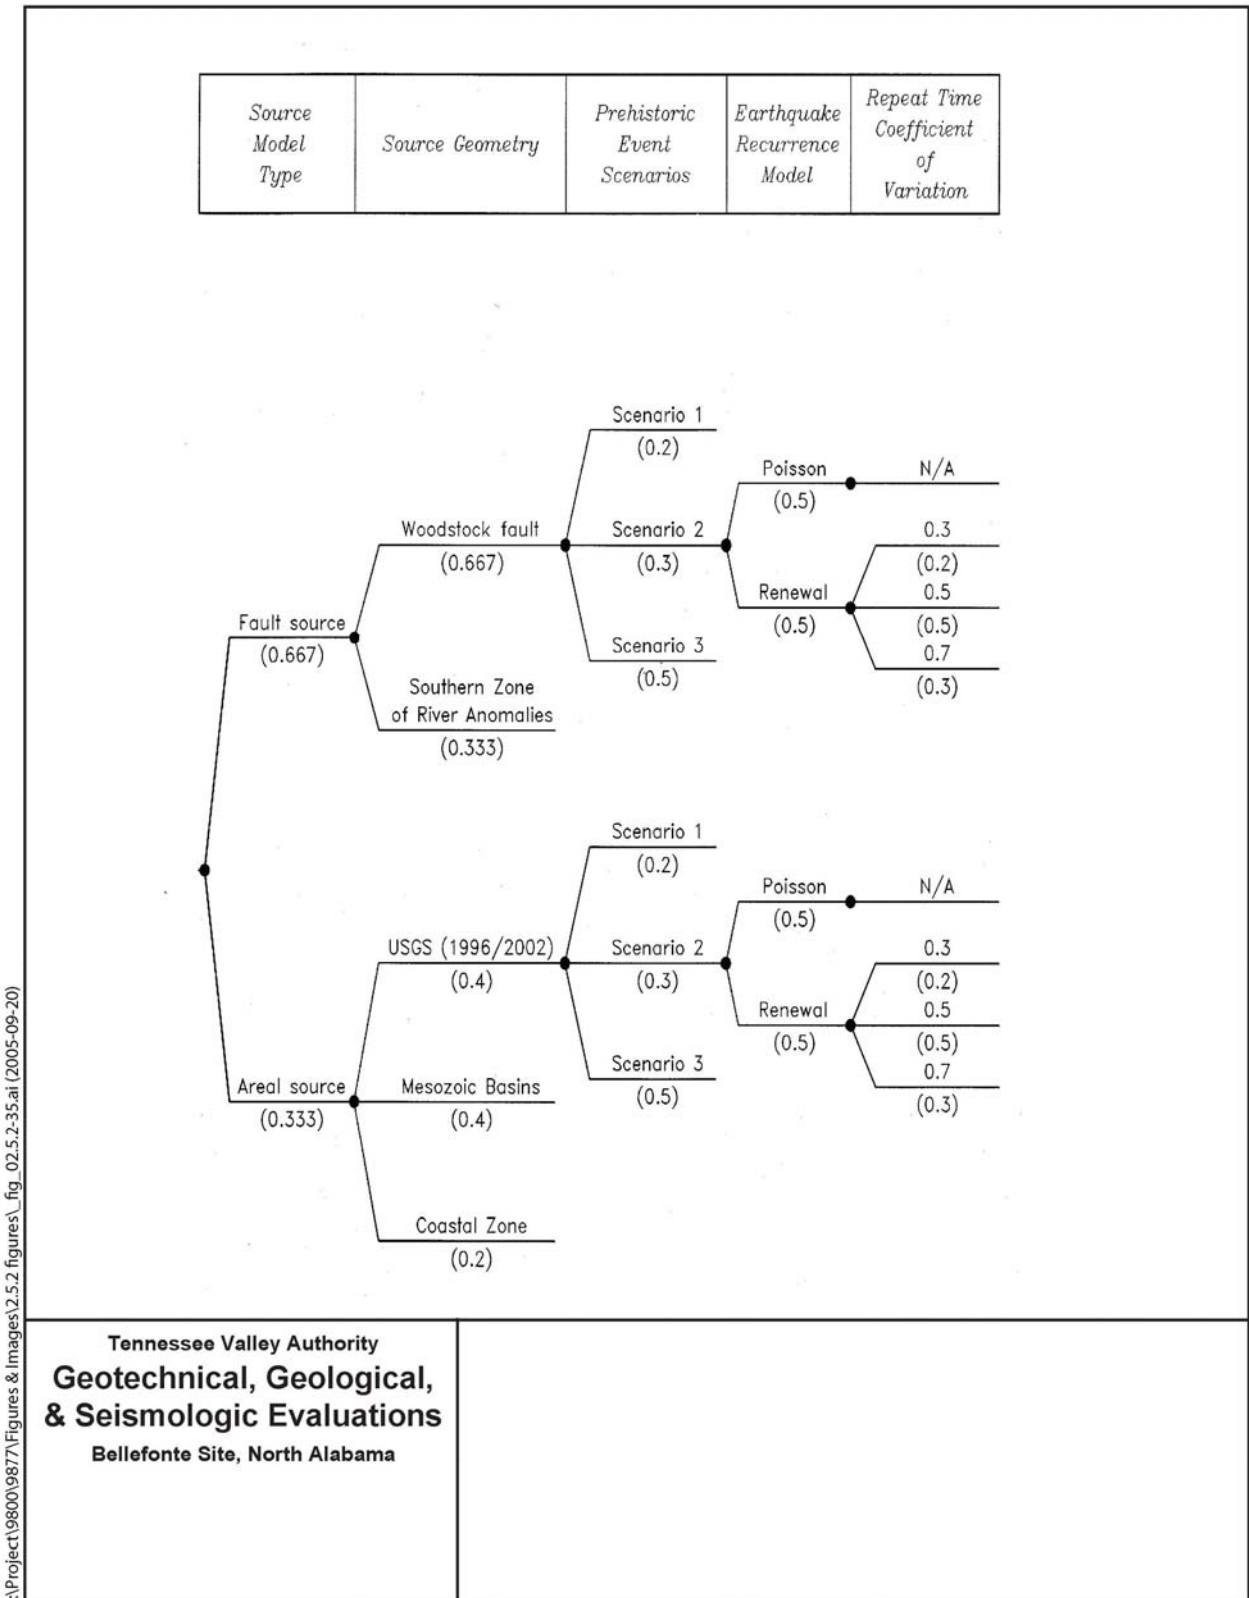 Source
Model
Type
Source Geometry
Prehistoric
Event
Scenarios
Earthquake
Recurrence
Model
Repeat Time
Coefficient
of
Variation
Scenario 1
(0.2)
Poisson
(0.5)
N/A
Woodstock fault
(0.667)
Scenario 2
(0.3)
0.3
(0.2)
Renewal
(0.5)
0.5
(0.5)
Fault source
(0.667)
Scenario 3
(0.5)
0.7
(0.3)
Southern Zone
of River Anomalies
(0.333)
Scenario 1
(0.2)
Poisson
(0.5)
N/A
USGS (1996/2002)
(0.4)
Scenario 2
(0.3)
0.3
(0.2)
Renewal
(0.5)
0.5
(0.5)
Scenario 3
(0.5)
0.7
(0.3)
Areal source
(0.333)
Mesozoic Basins
(0.4)
Coastal Zone
(0.2)
Tennessee Valley Authority
Geotechnical, Geological,
& Seismologic Evaluations
Bellefonte Site, North Alabama
:\Project\9800\9877\Figures & Images\2.5.2 figures\_fig_02.5.2-35.ai (2005-09-20)